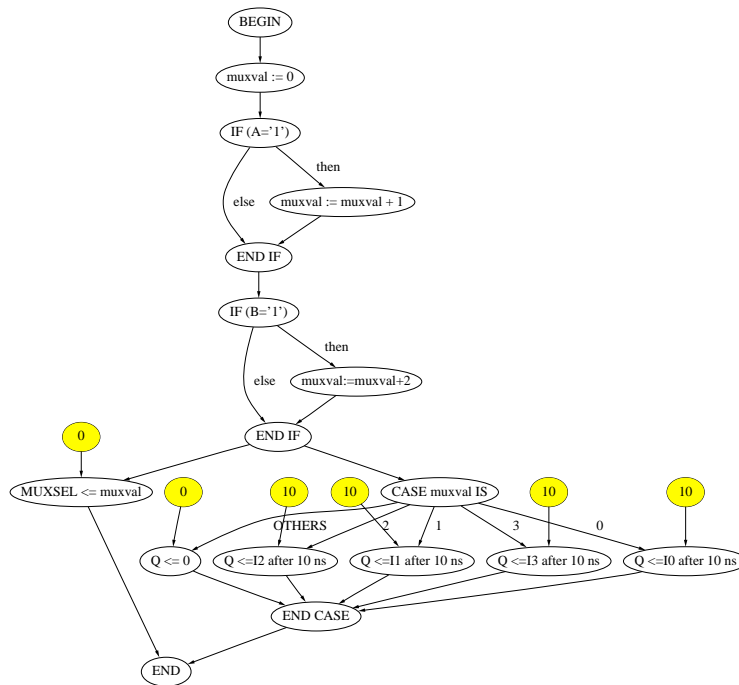 BEGIN
muxval := 0
IF (A='1')
then
else
muxval := muxval + 1
END IF
IF (B='1')
then
else
muxval:=muxval+2
0
END IF
MUXSEL <= muxval
0
10
10
CASE muxval IS
10
10
OTHERS
2
1
3
0
Q <= 0
Q <=I2 after 10 ns
Q <=I1 after 10 ns
Q <=I3 after 10 ns
Q <=I0 after 10 ns
END CASE
END